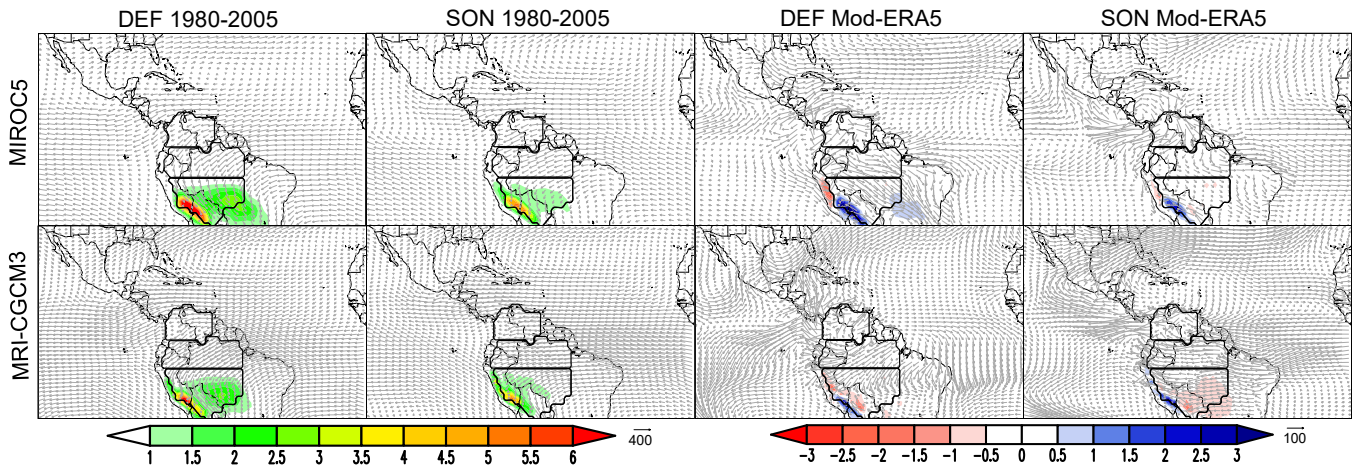 DEF 1980-2005 SON 1980-2005 DEF Mod-ERA5 SON Mod-ERA5
MIROC5
MRI-CGCM3
1 1.5 2 2.5 3 3.5 4 4.5 5 5.5 6 400 -3 -2.5 -2 -1.5 -1 -0.5 0 0.5 1 1.5 2 2.5 3 100